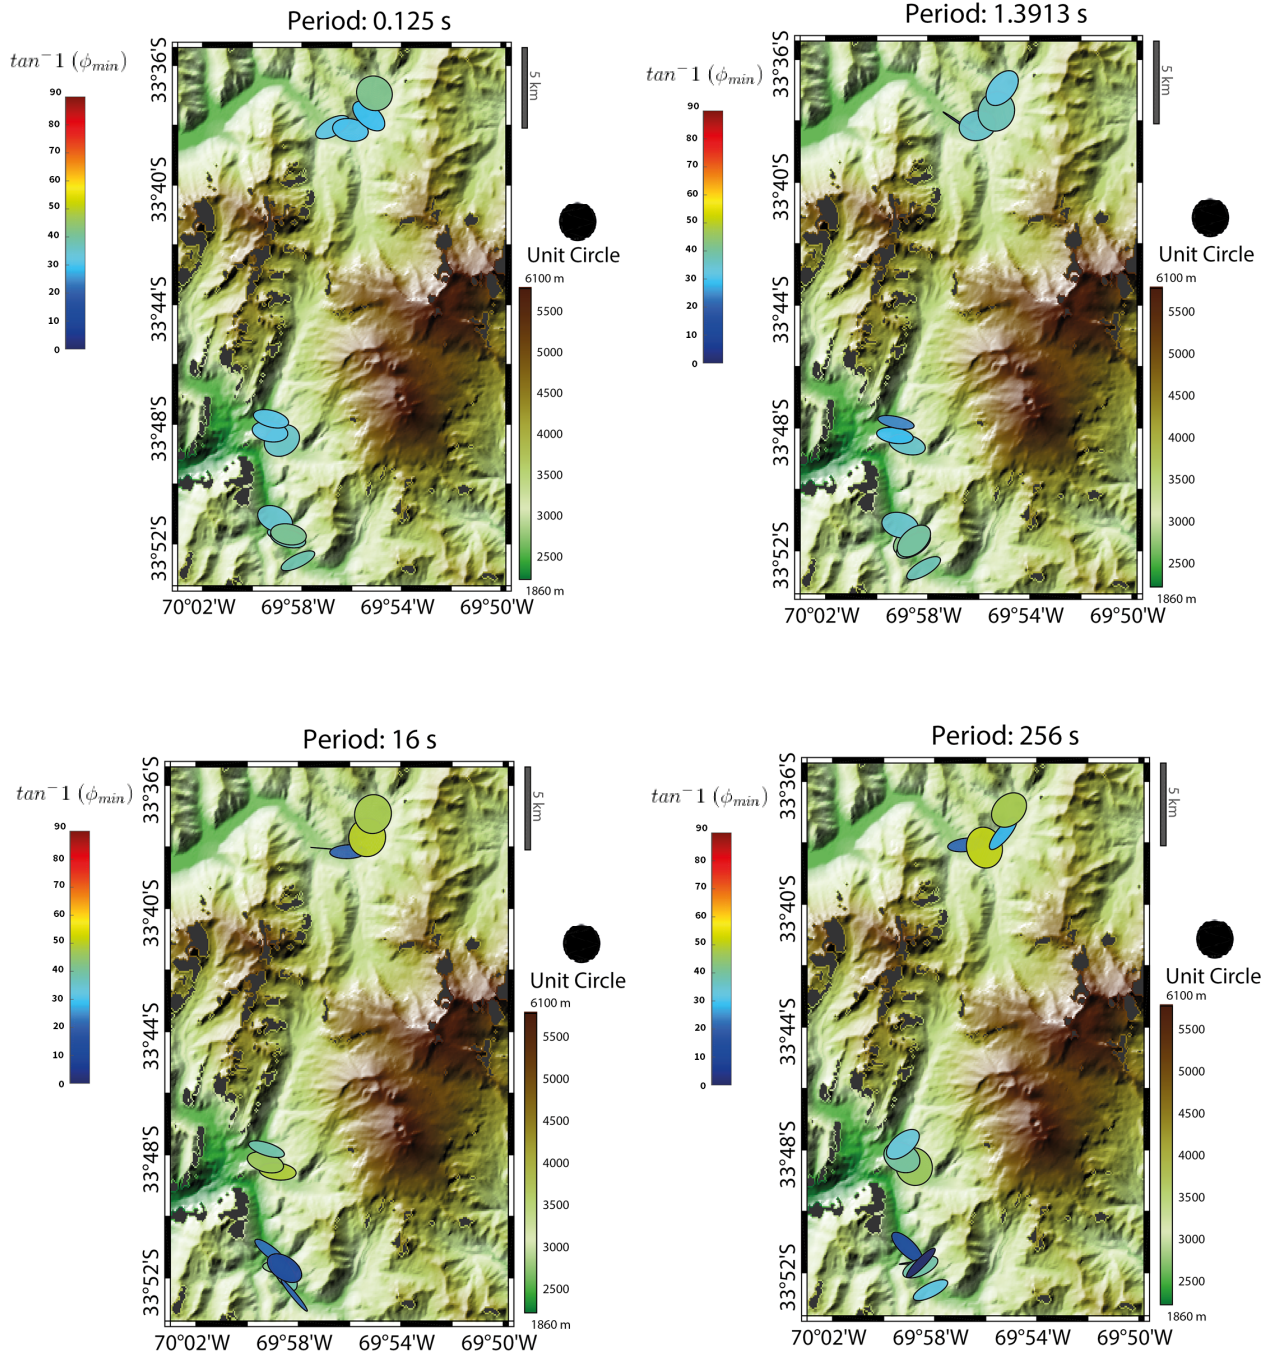 Period: 0.125 s
tan⁻1 (ϕmin)
90
80
70
60
50
40
30
20
10
0
33°36'S
33°40'S
33°44'S
33°48'S
33°52'S
70°02'W 69°58'W 69°54'W 69°50'W
5 km
Unit Circle
6100 m
5500
5000
4500
4000
3500
3000
2500
1860 m
Period: 1.3913 s
tan⁻1 (ϕmin)
90
80
70
60
50
40
30
20
10
0
33°36'S
33°40'S
33°44'S
33°48'S
33°52'S
70°02'W 69°58'W 69°54'W 69°50'W
5 km
Unit Circle
6100 m
5500
5000
4500
4000
3500
3000
2500
1860 m
Period: 16 s
tan⁻1 (ϕmin)
90
80
70
60
50
40
30
20
10
0
33°36'S
33°40'S
33°44'S
33°48'S
33°52'S
70°02'W 69°58'W 69°54'W 69°50'W
5 km
Unit Circle
6100 m
5500
5000
4500
4000
3500
3000
2500
1860 m
Period: 256 s
tan⁻1 (ϕmin)
90
80
70
60
50
40
30
20
10
0
33°36'S
33°40'S
33°44'S
33°48'S
33°52'S
70°02'W 69°58'W 69°54'W 69°50'W
5 km
Unit Circle
6100 m
5500
5000
4500
4000
3500
3000
2500
1860 m